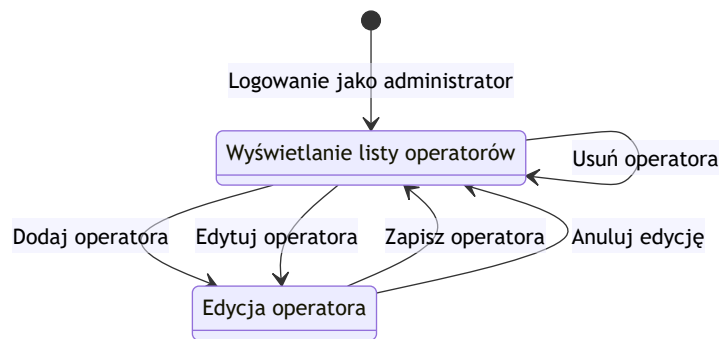 Logowanie jako administrator
Wyświetlanie listy operatorów
Usuń operatora
Dodaj operatora
Edytuj operatora
Zapisz operatora
Anuluj edycję
Edycja operatora